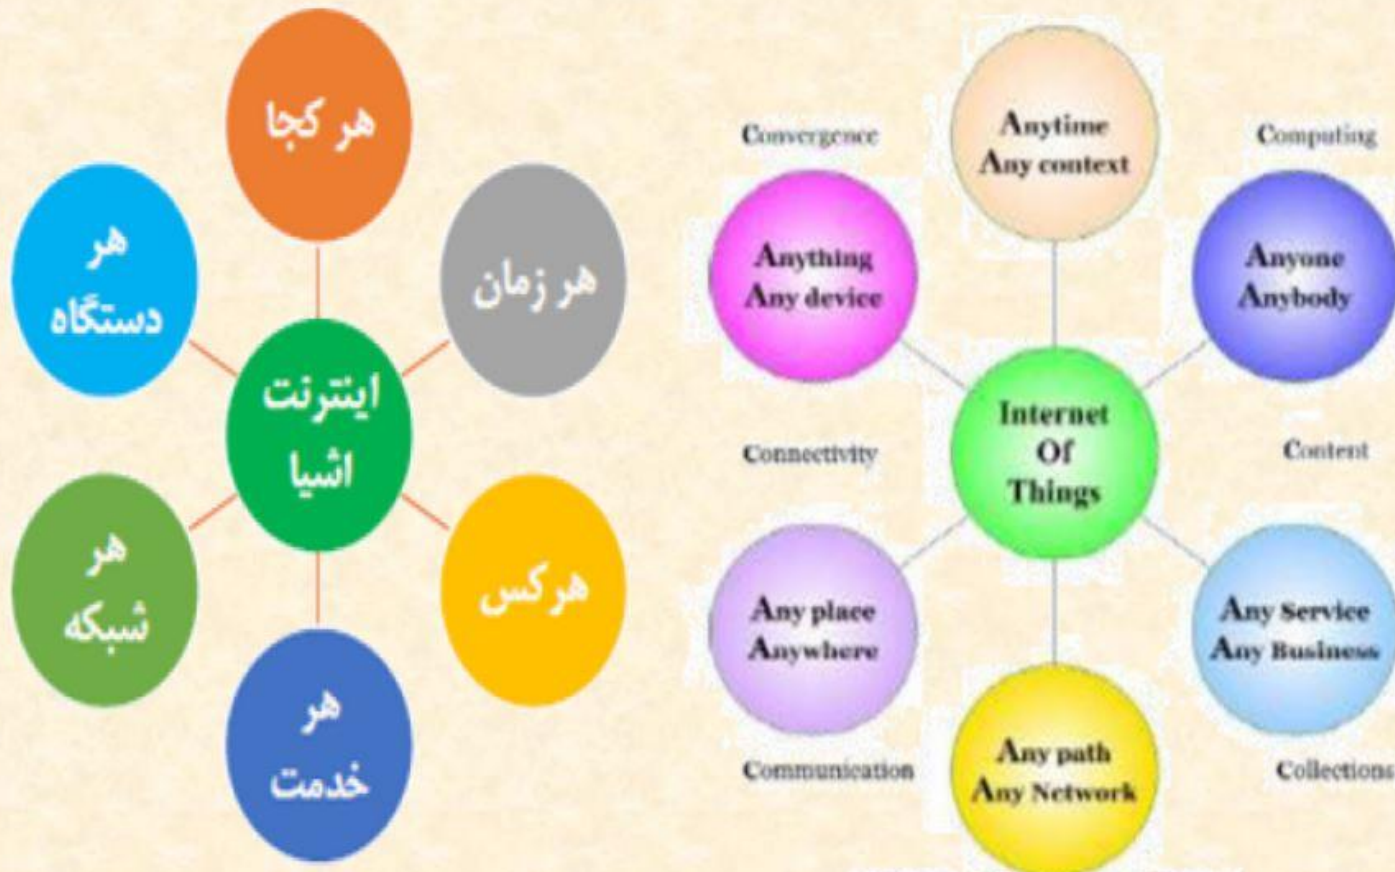 هر کجا
هر
دستگاه
هر زمان
اینترنت
اشیا
هر
شبکه
هرکس
هر
خدمت
Convergence
Anytime
Any context
Computing
Anything
Any device
Anyone
Anybody
Connectivity
Internet
Of
Things
Content
Any place
Anywhere
Any Service
Any Business
Communication
Any path
Any Network
Collections